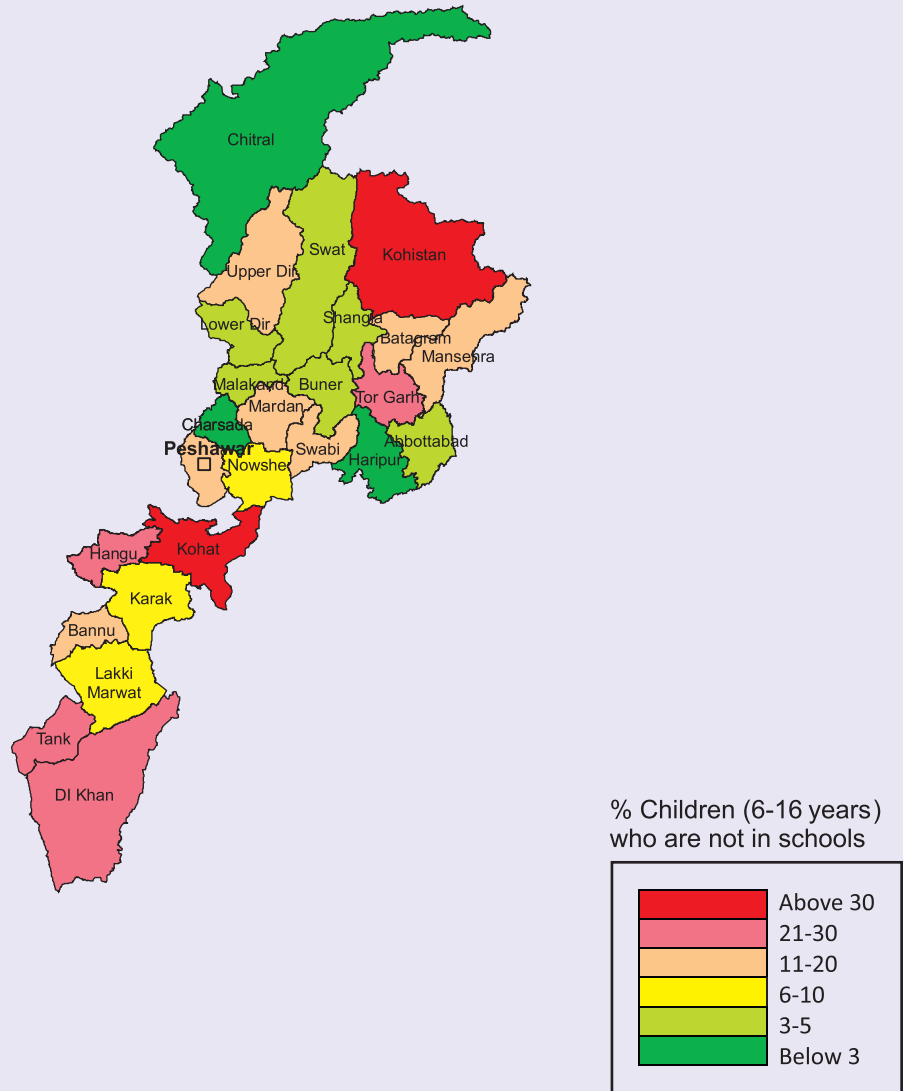 Chitral
Swat
Kohistan
Upper Dir
Shangla
Lower Dir
Batagram
Mansehra
Malakand
Buner
Tor Garh
Mardan
Charsada
Abbottabad
Peshawar
Swabi
Haripur
Nowshe
Kohat
Hangu
Karak
Bannu
Lakki
Marwat
Tank
DI Khan
% Children (6-16 years)
who are not in schools
Above 30
21-30
11-20
6-10
3-5
Below 3